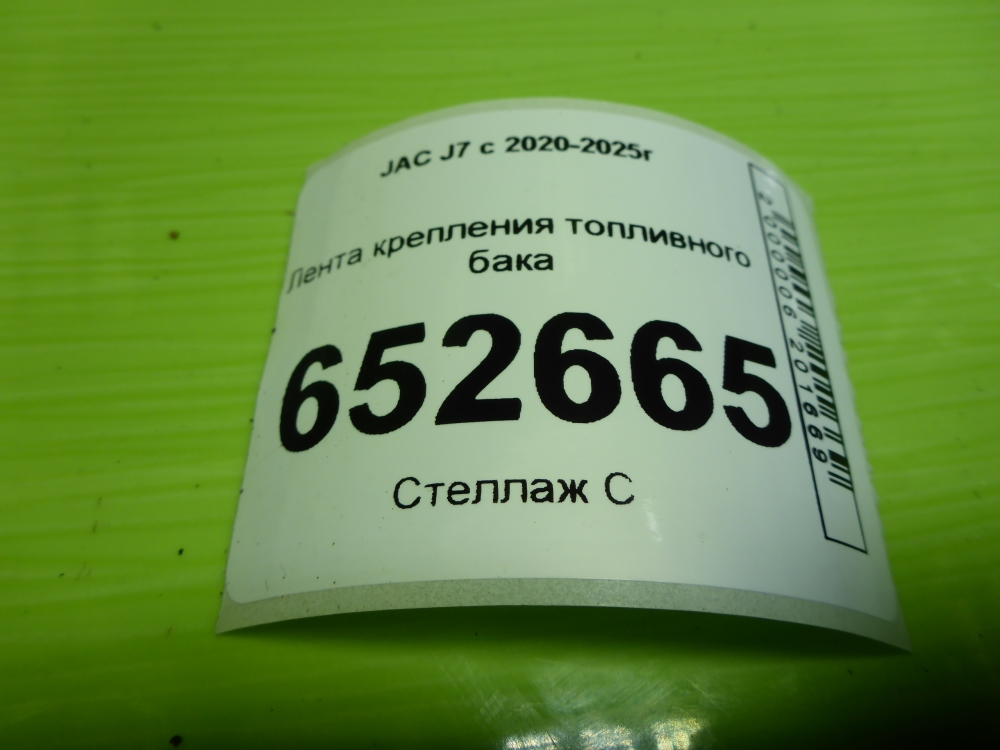 JAC J7 с 2020-2025г
Лента крепления топливного
бака
652665
Стеллаж С
2000006201669